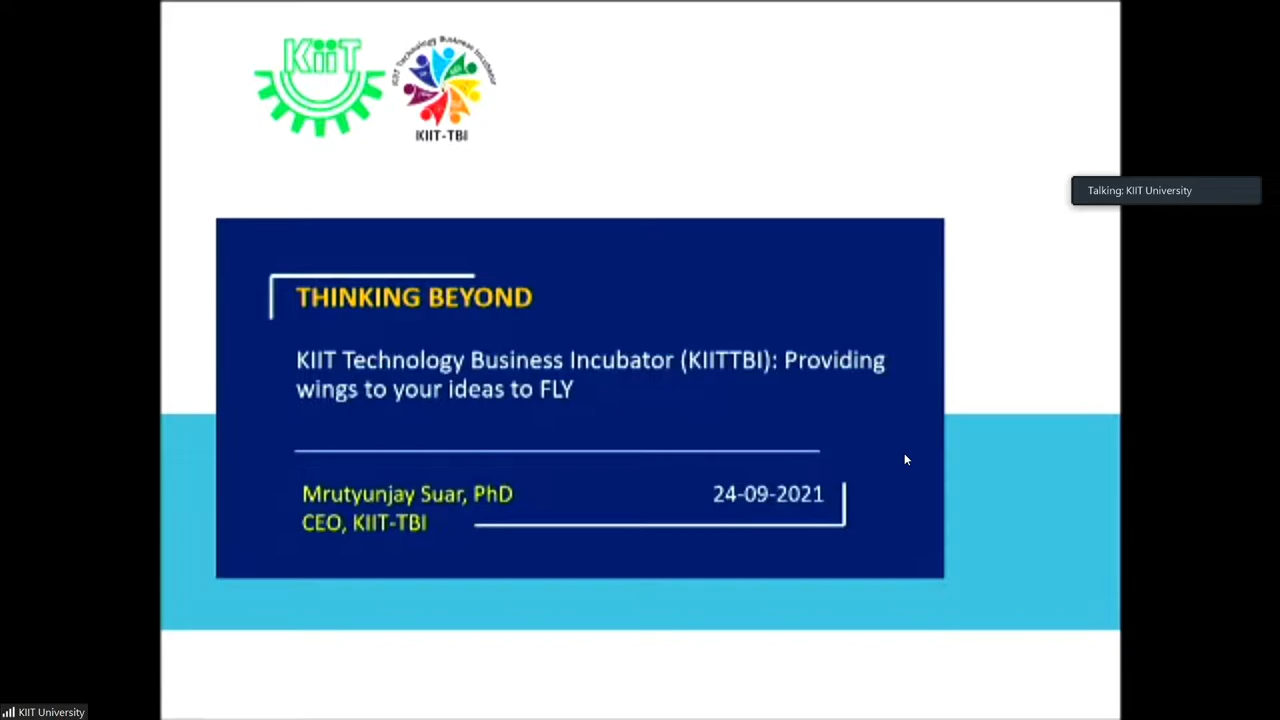 KiiT
KIIT Technology Business Incubator
KIIT-TBI
Talking: KIIT University
THINKING BEYOND
KIIT Technology Business Incubator (KIITTBI): Providing
wings to your ideas to FLY
Mrutyunjay Suar, PhD
24-09-2021
CEO, KIIT-TBI
KIIT University